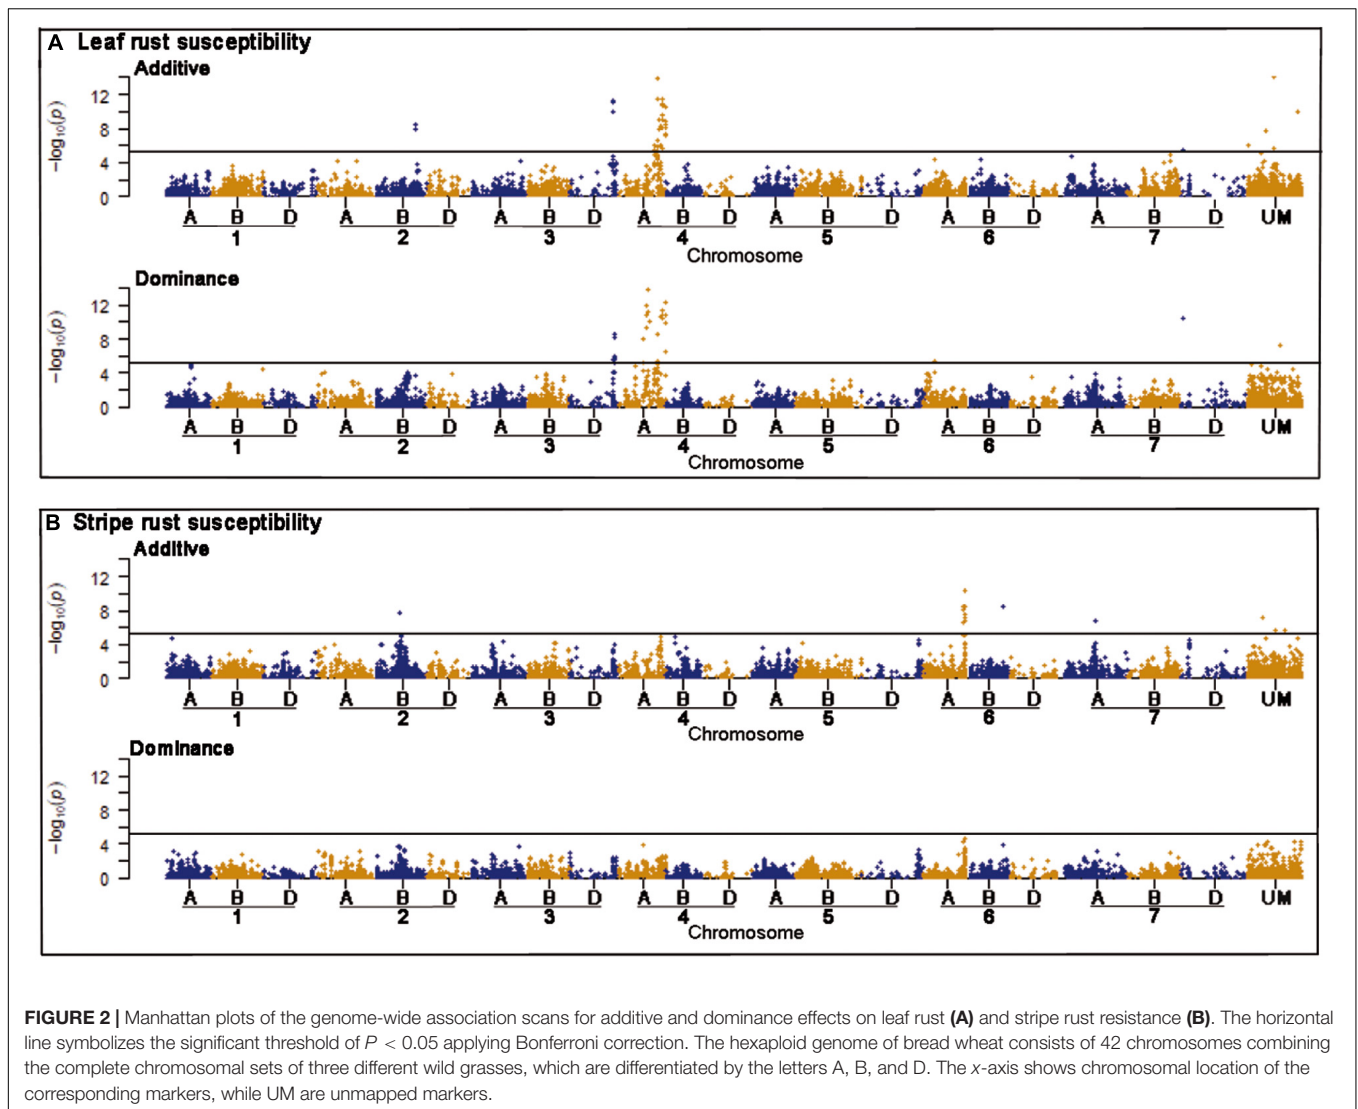 A Leaf rust susceptibility
Additive
−log10(p)
12
8
4
0
A B D A B D A B D A B D A B D A B D A B D UM
1 2 3 4 5 6 7
Chromosome
Dominance
−log10(p)
12
8
4
0
A B D A B D A B D A B D A B D A B D A B D UM
1 2 3 4 5 6 7
Chromosome
B Stripe rust susceptibility
Additive
−log10(p)
12
8
4
0
A B D A B D A B D A B D A B D A B D A B D UM
1 2 3 4 5 6 7
Chromosome
Dominance
−log10(p)
12
8
4
0
A B D A B D A B D A B D A B D A B D A B D UM
1 2 3 4 5 6 7
Chromosome
FIGURE 2 | Manhattan plots of the genome-wide association scans for additive and dominance effects on leaf rust (A) and stripe rust resistance (B). The horizontal
line symbolizes the significant threshold of P < 0.05 applying Bonferroni correction. The hexaploid genome of bread wheat consists of 42 chromosomes combining
the complete chromosomal sets of three different wild grasses, which are differentiated by the letters A, B, and D. The x-axis shows chromosomal location of the
corresponding markers, while UM are unmapped markers.